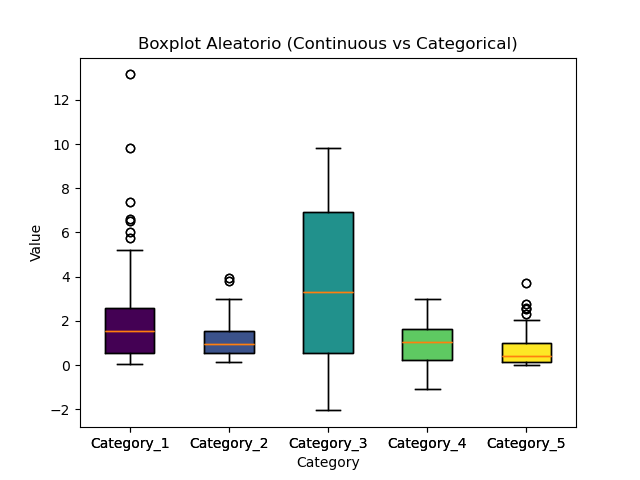 Boxplot Aleatorio (Continuous vs Categorical)
12
10
8
6
4
2
0
−2
Value
Category_1 Category_2 Category_3 Category_4 Category_5
Category